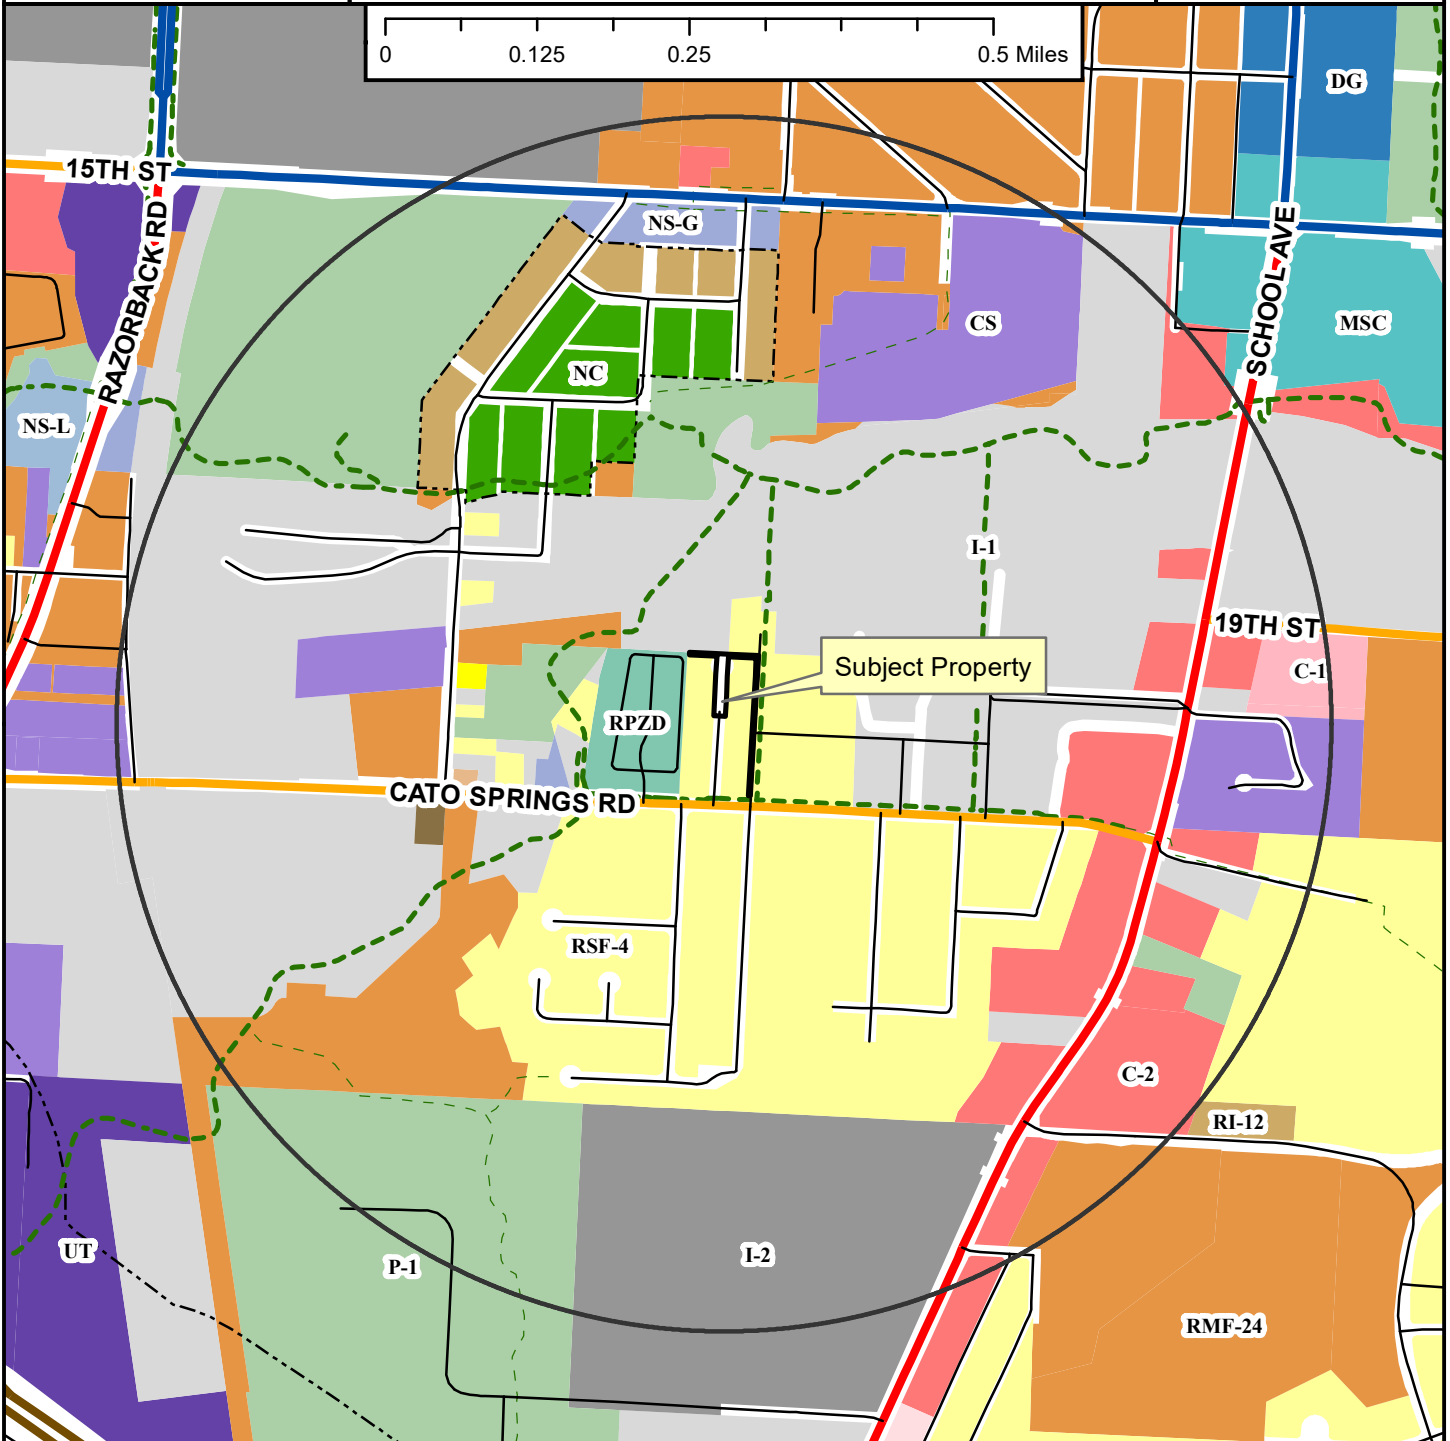 0 0.125 0.25 0.5 Miles
DG
15TH ST
RAZORBACK RD
NS-G
SCHOOL AVE
CS
MSC
NC
NS-L
I-1
19TH ST
Subject Property
C-1
RPZD
CATO SPRINGS RD
RSF-4
C-2
RI-12
UT
P-1
I-2
RMF-24